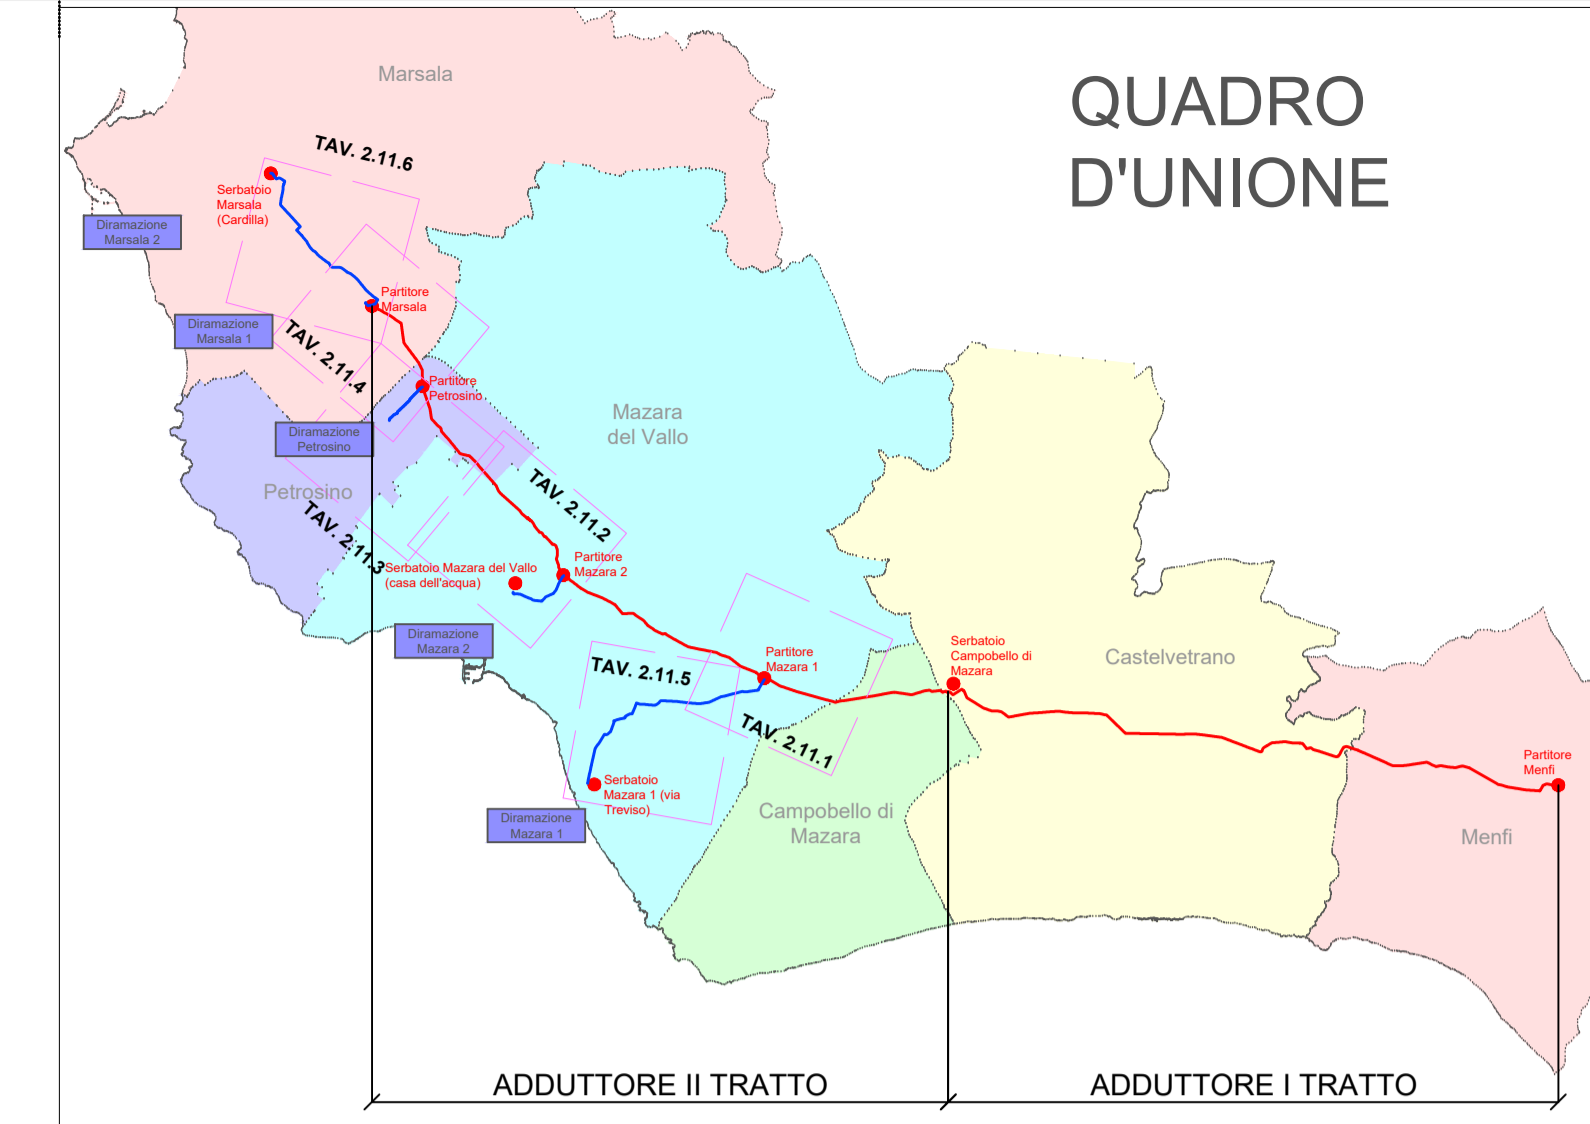 QUADRO
D'UNIONE
Marsala
TAV. 2.11.6
Serbatoio
Marsala
(Cardilla)
Diramazione
Marsala 2
Partitore
Marsala
Diramazione
Marsala 1
TAV. 2.11.4
Partitore
Petrosino
Diramazione
Petrosino
Mazara
del Vallo
Petrosino
TAV. 2.11.3
TAV. 2.11.2
Serbatoio Mazara del Vallo
(casa dell'acqua)
Partitore
Mazara 2
Diramazione
Mazara 2
TAV. 2.11.5
Partitore
Mazara 1
Serbatoio
Campobello di
Mazara
Castelvetrano
TAV. 2.11.1
Serbatoio
Mazara 1 (via
Treviso)
Diramazione
Mazara 1
Campobello di
Mazara
Partitore
Menfi
Menfi
ADDUTTORE II TRATTO
ADDUTTORE I TRATTO